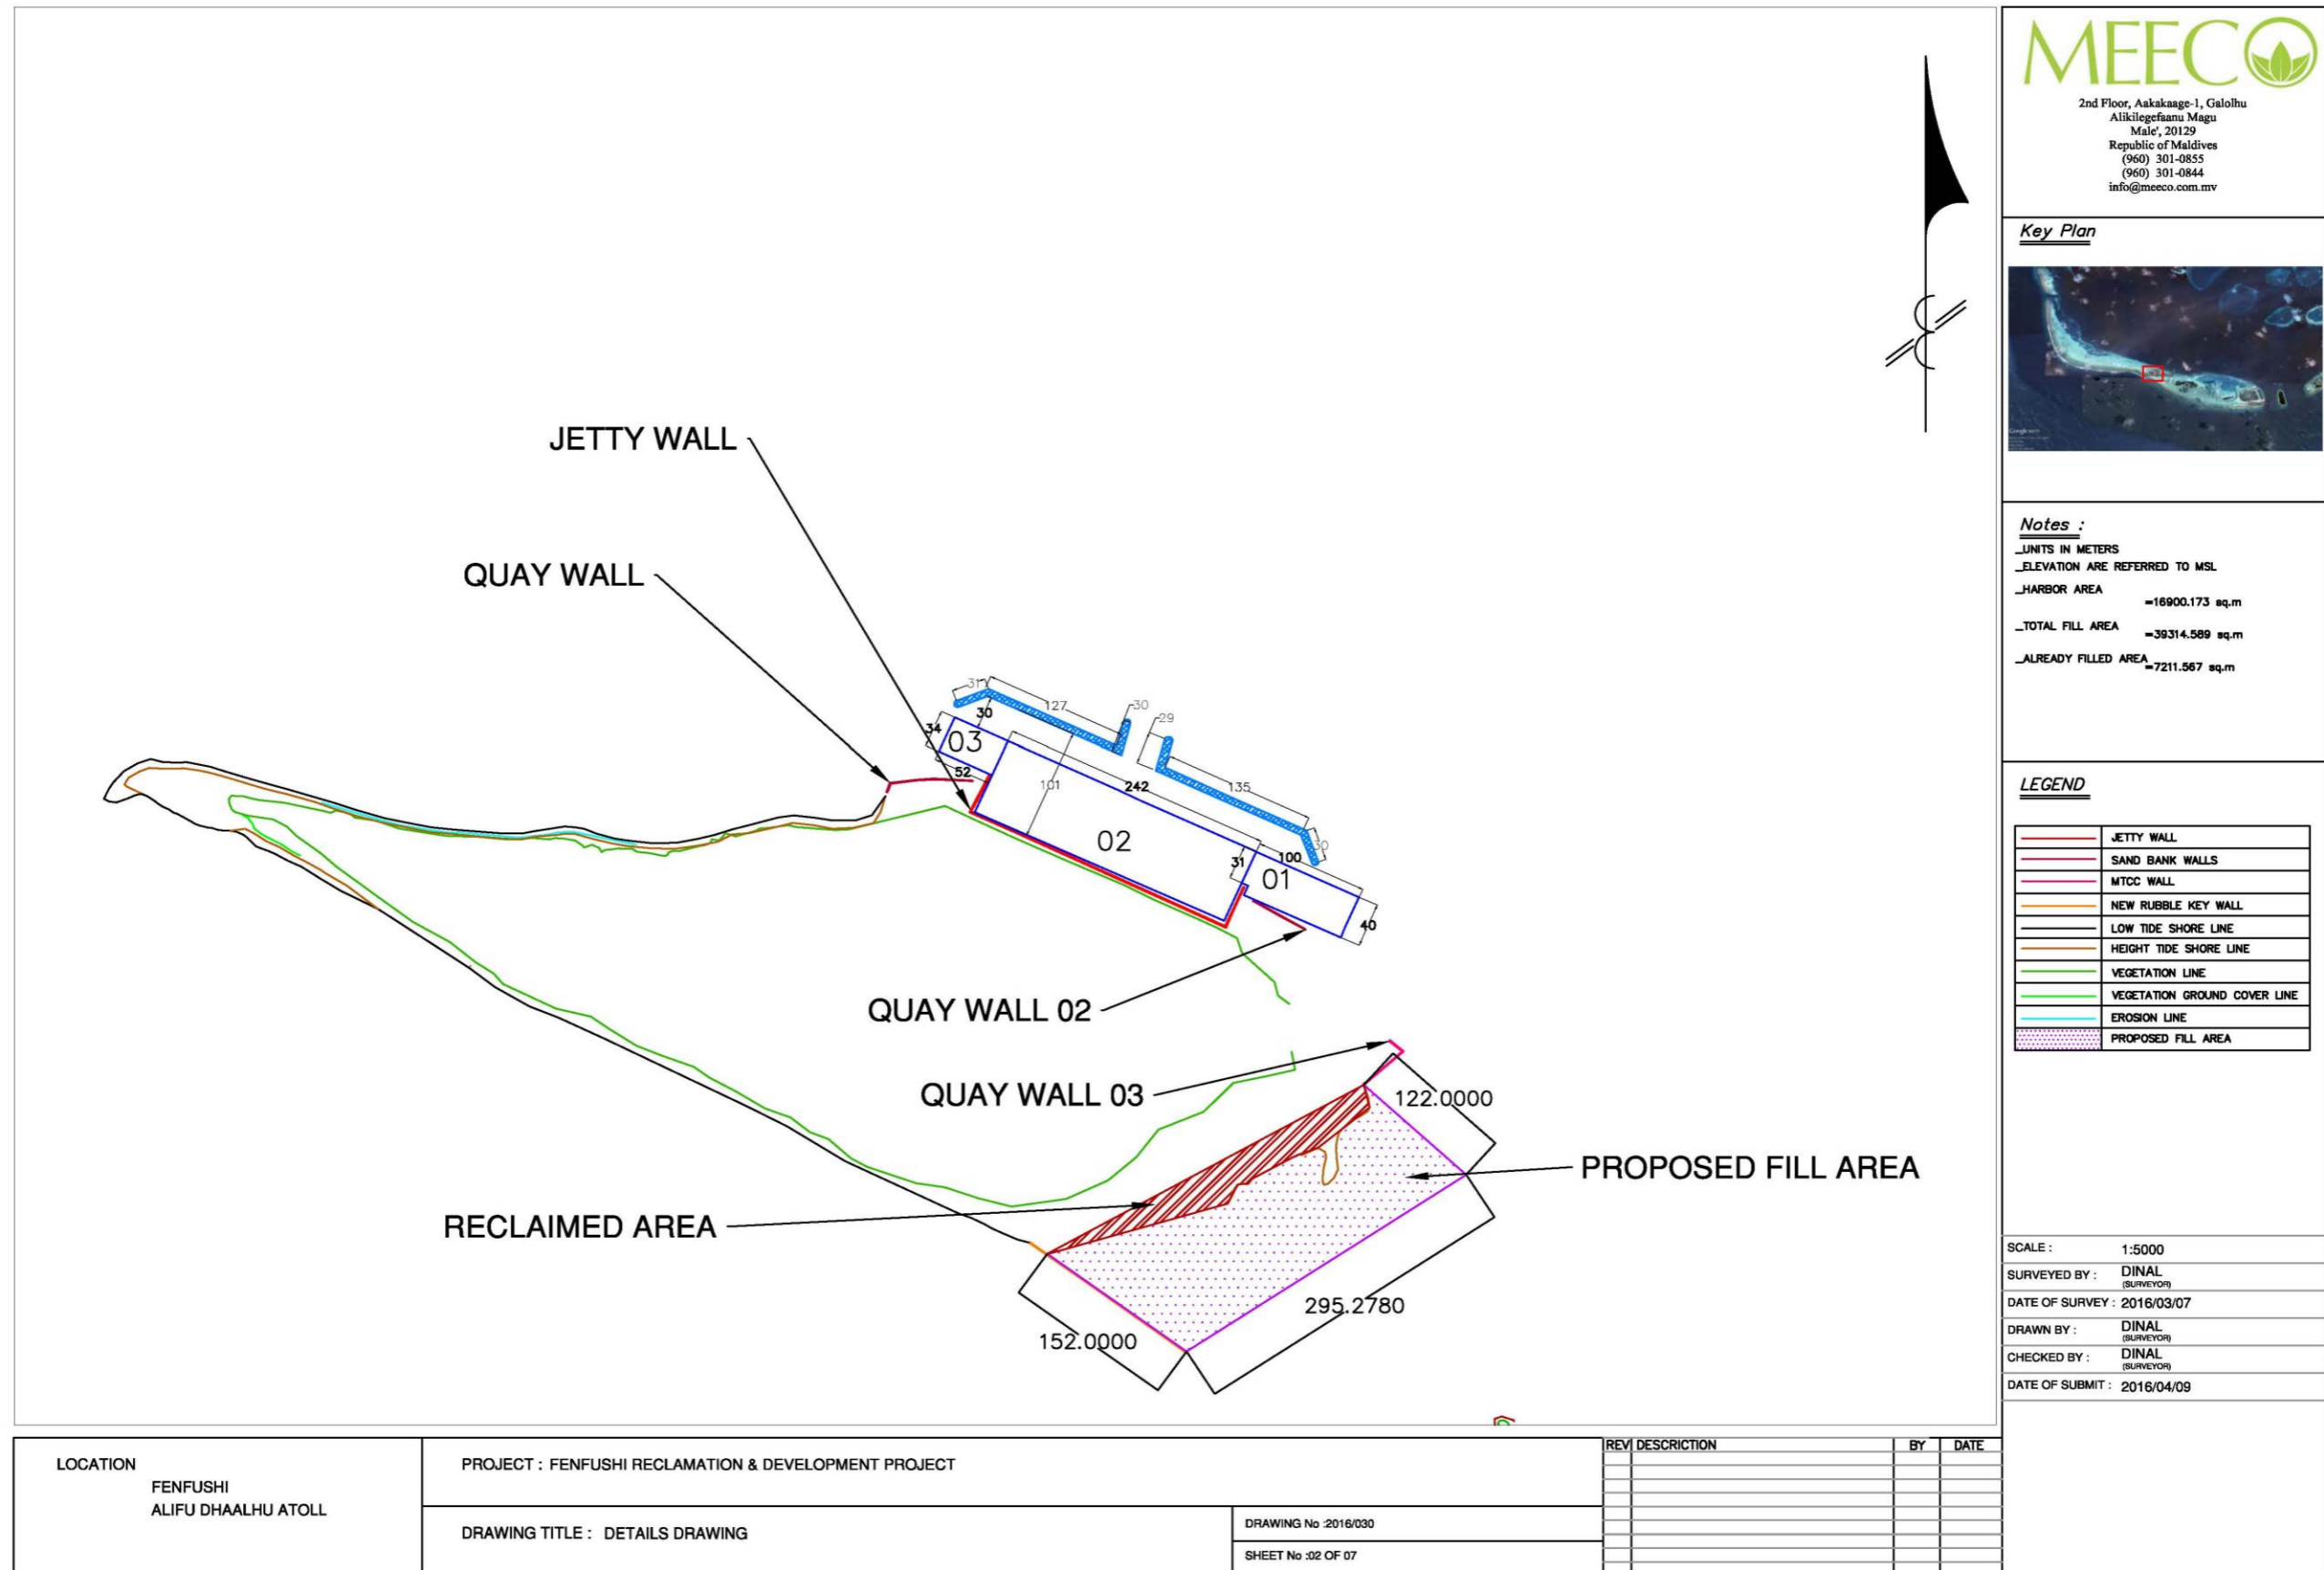 JETTY WALL
QUAY WALL
31
127
30
29
34
30
03
52
101
242
135
02
31
100
30
01
40
QUAY WALL 02
QUAY WALL 03
122.0000
PROPOSED FILL AREA
RECLAIMED AREA
295.2780
152.0000
MEECO
2nd Floor, Aakakaage-1, Galolhu
Alikilegefaanu Magu
Male', 20129
Republic of Maldives
(960) 301-0855
(960) 301-0844
info@meeco.com.mv
Key Plan
Notes :
_UNITS IN METERS
_ELEVATION ARE REFERRED TO MSL
_HARBOR AREA
=16900.173 sq.m
_TOTAL FILL AREA =39314.589 sq.m
_ALREADY FILLED AREA =7211.567 sq.m
LEGEND
JETTY WALL
SAND BANK WALLS
MTCC WALL
NEW RUBBLE KEY WALL
LOW TIDE SHORE LINE
HEIGHT TIDE SHORE LINE
VEGETATION LINE
VEGETATION GROUND COVER LINE
EROSION LINE
PROPOSED FILL AREA
SCALE : 1:5000
SURVEYED BY : DINAL
(SURVEYOR)
DATE OF SURVEY : 2016/03/07
DRAWN BY : DINAL
(SURVEYOR)
CHECKED BY : DINAL
(SURVEYOR)
DATE OF SUBMIT : 2016/04/09
LOCATION
FENFUSHI
ALIFU DHAALHU ATOLL
PROJECT : FENFUSHI RECLAMATION & DEVELOPMENT PROJECT
DRAWING TITLE : DETAILS DRAWING
DRAWING No :2016/030
SHEET No :02 OF 07
REV DESCRICTION BY DATE